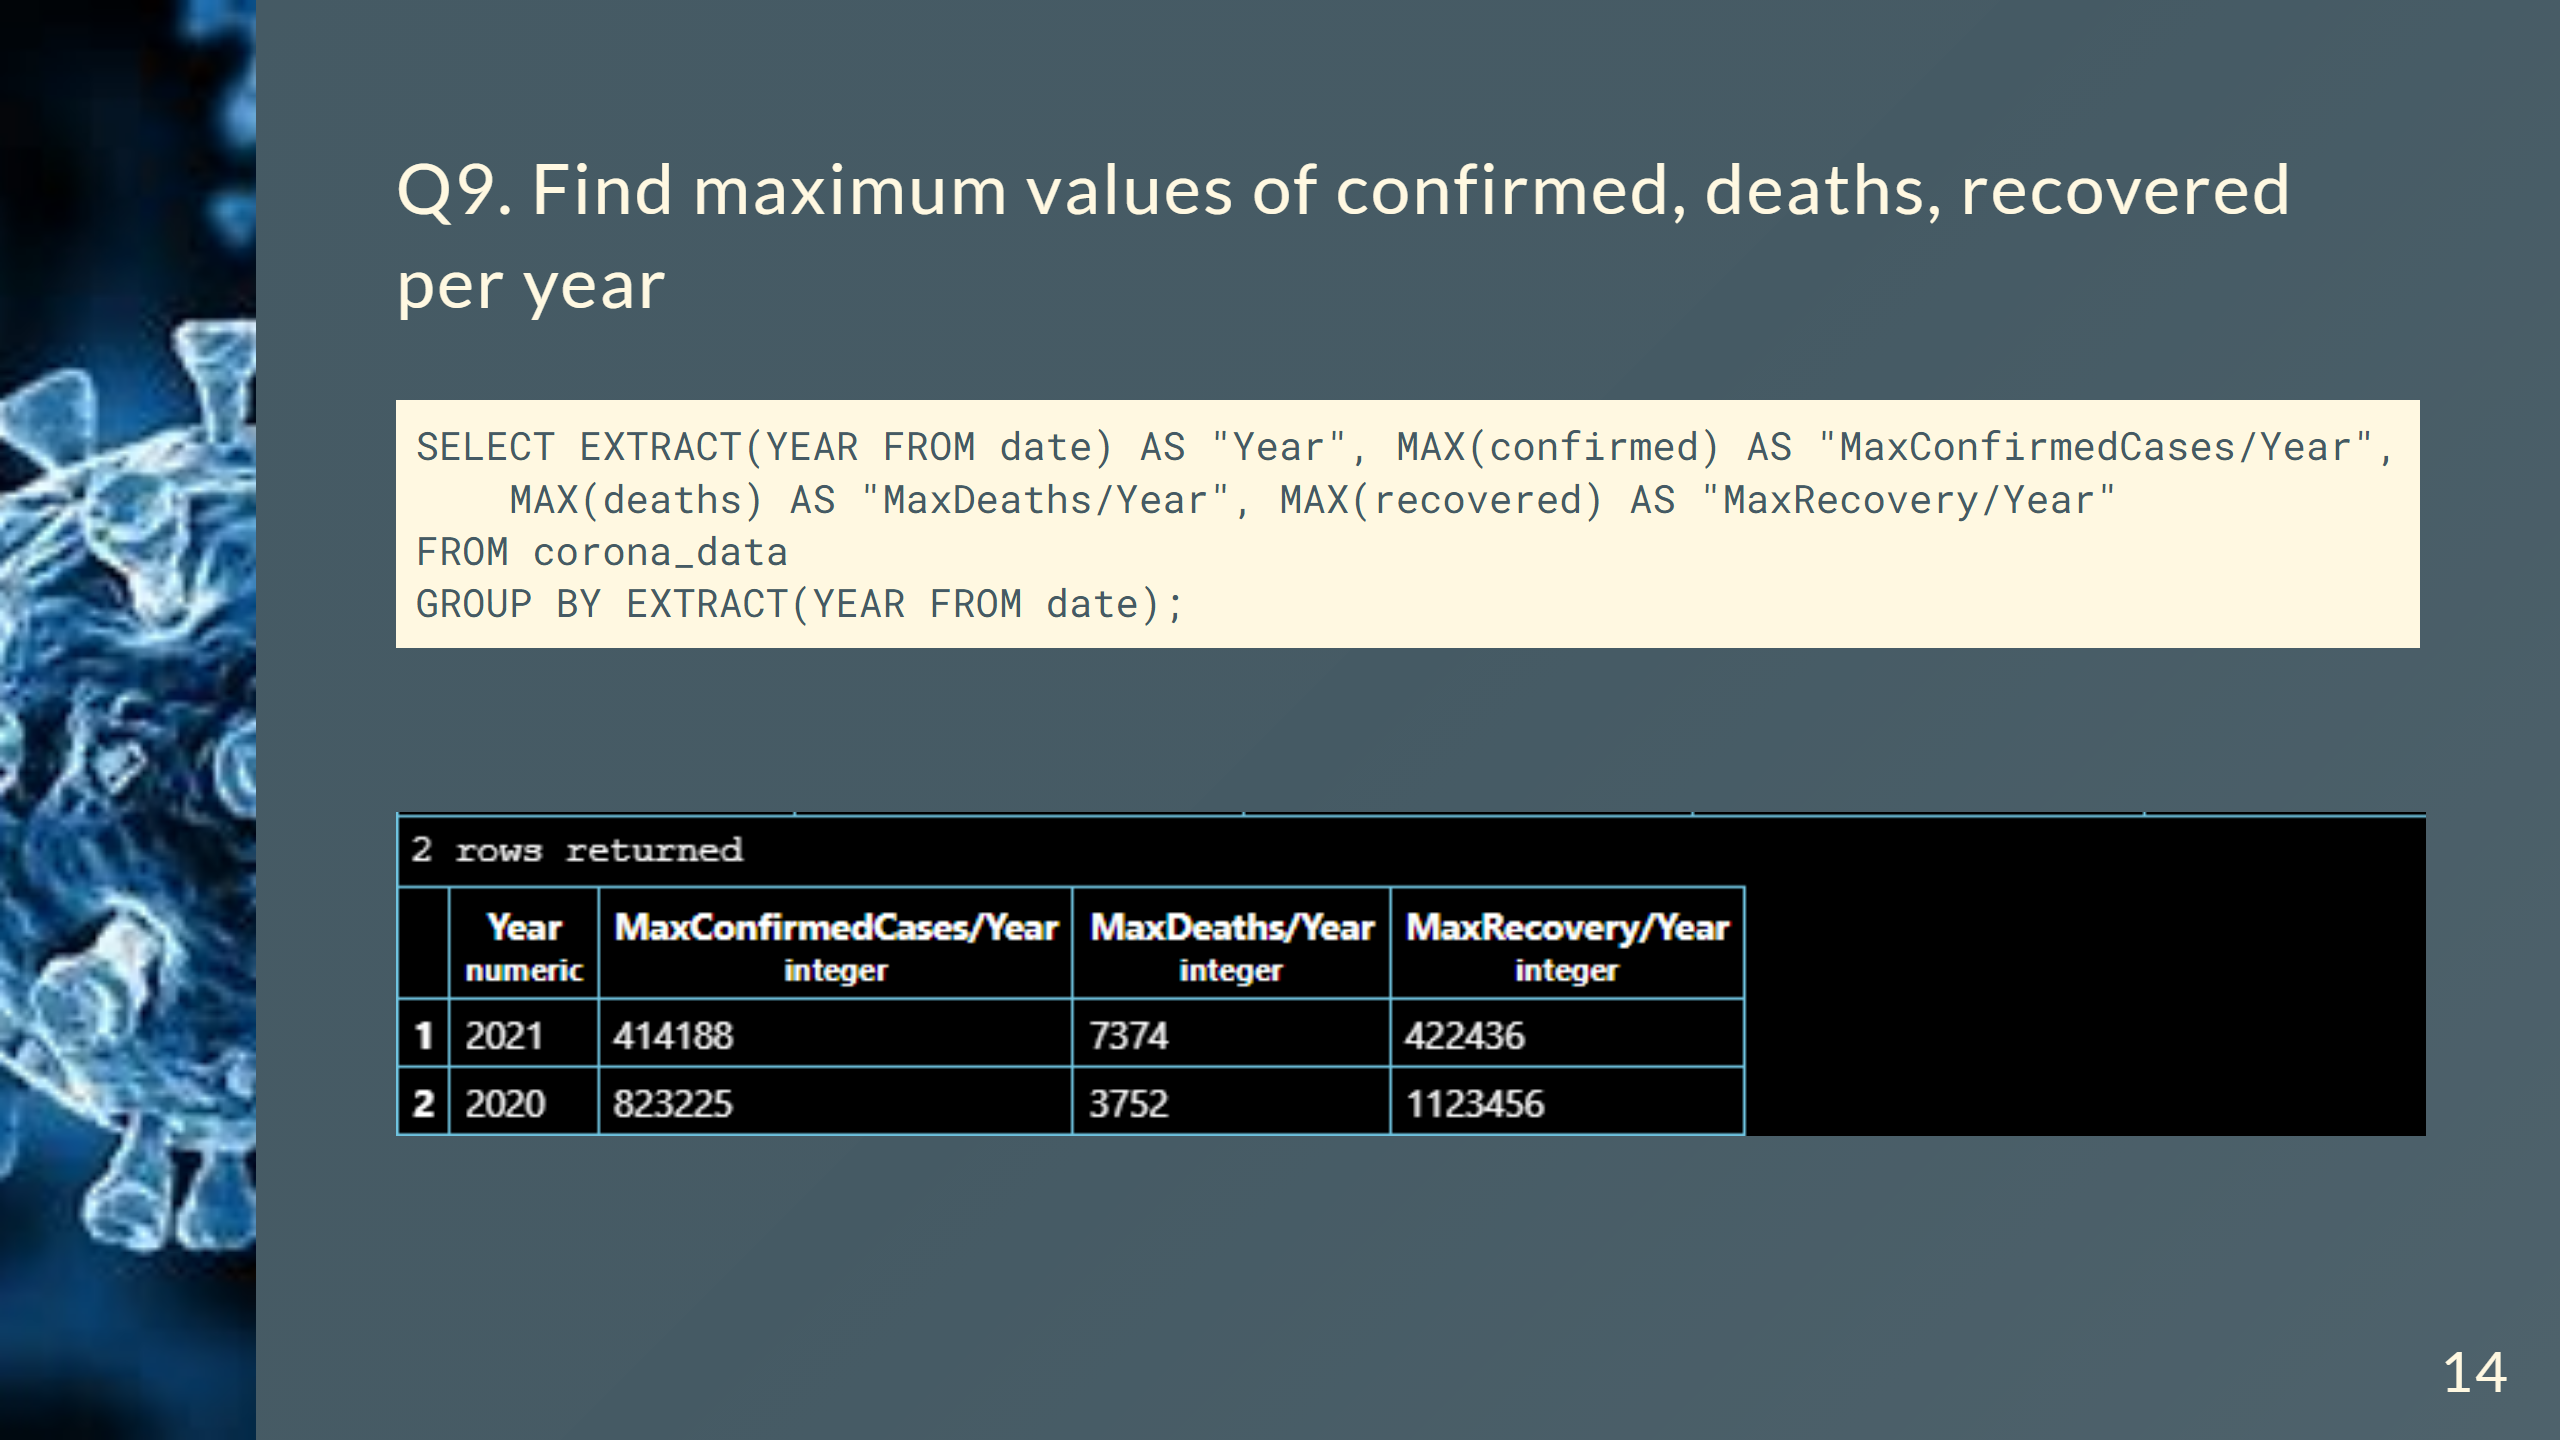 Q9. Find maximum values of confirmed, deaths, recovered
per year
SELECT EXTRACT(YEAR FROM date) AS "Year", MAX(confirmed) AS "MaxConfirmedCases/Year",
MAX(deaths) AS "MaxDeaths/Year", MAX(recovered) AS "MaxRecovery/Year"
FROM corona_data
GROUP BY EXTRACT(YEAR FROM date);
2 rows returned
Year MaxConfirmedCases/Year MaxDeaths/Year MaxRecovery/Year
numeric integer integer integer
1 2021 414188 7374 422436
2 2020 823225 3752 1123456
14